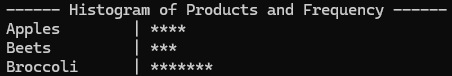 ------ Histogram of Products and Frequency ------
Apples        | ****
Beets         | ***
Broccoli      | *******